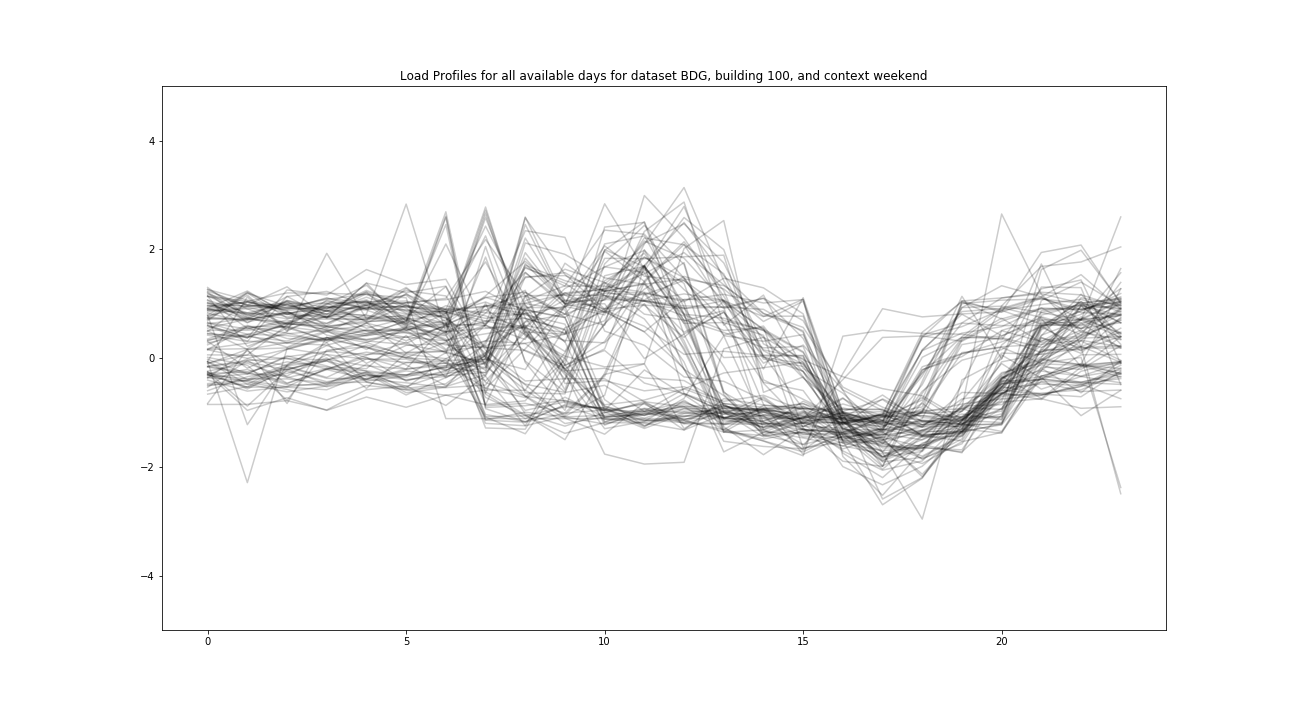 Load Profiles for all available days for dataset BDG, building 100, and context weekend
4
2
0
−2
−4
0 5 10 15 20